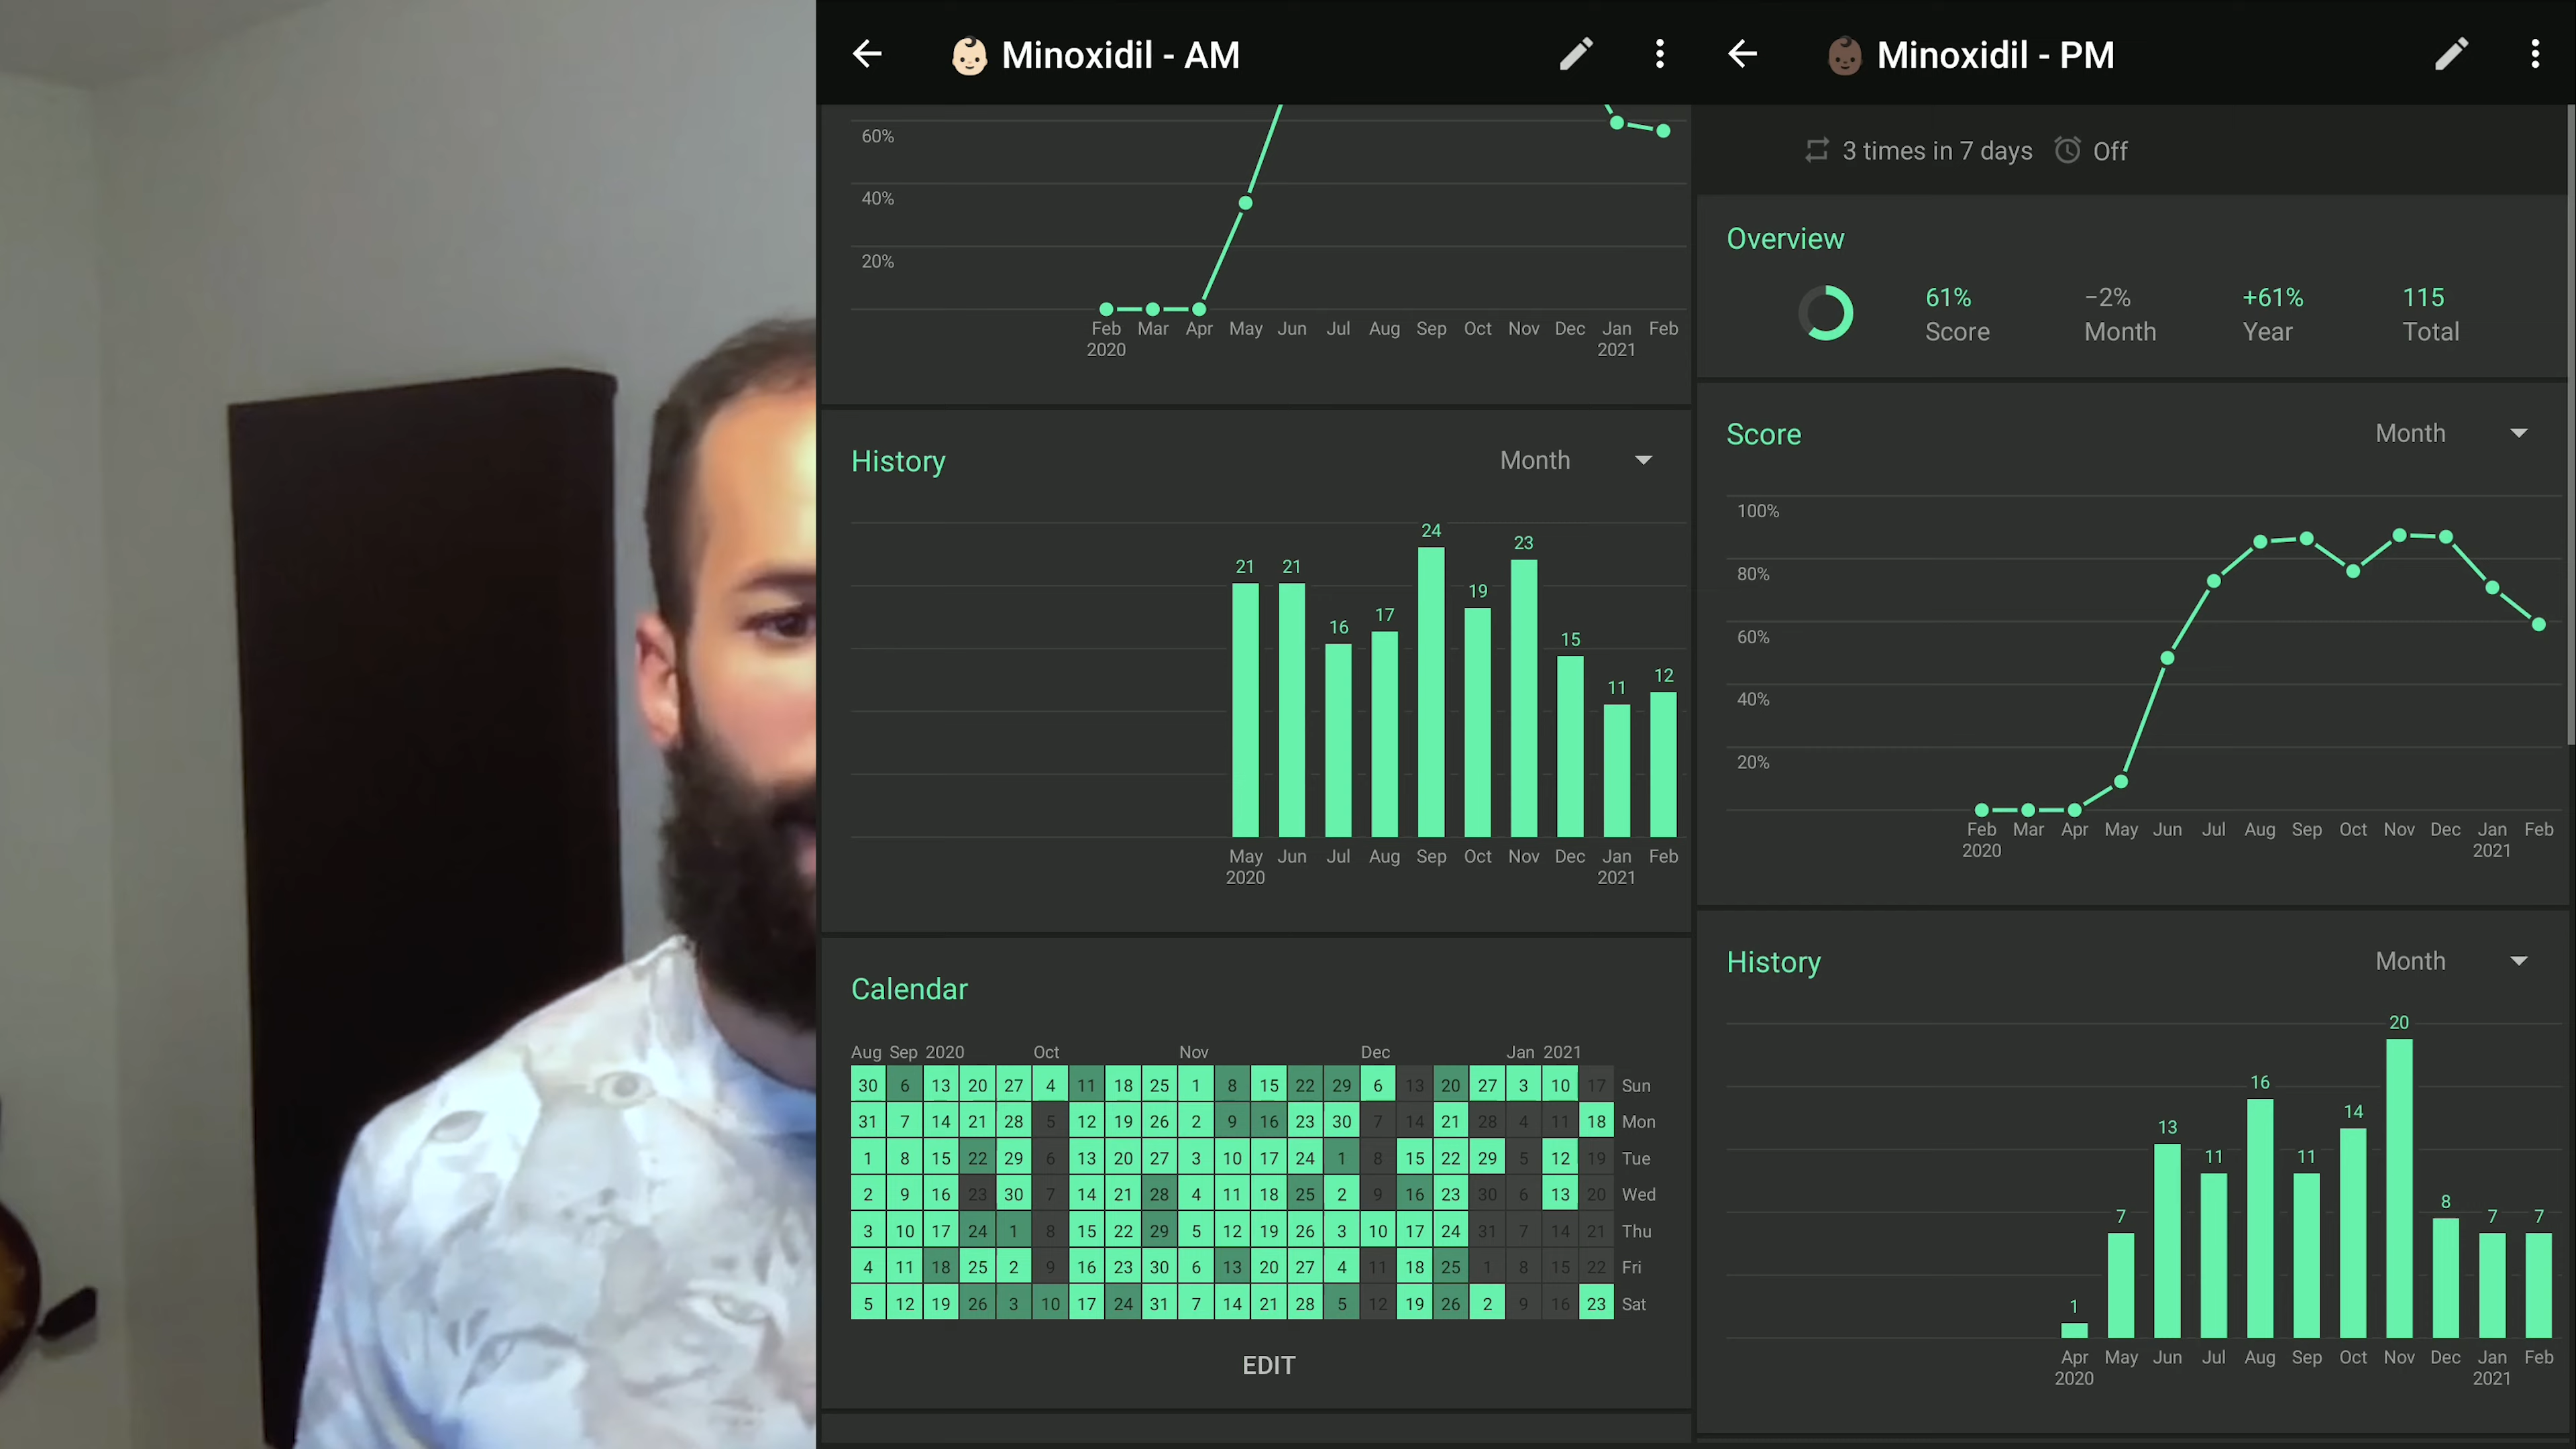 Minoxidil - AM
60%
40%
20%
Feb Mar Apr May Jun Jul Aug Sep Oct Nov Dec Jan Feb
2020 2021
History Month
21 21 16 17 24 19 23 15 11 12
May Jun Jul Aug Sep Oct Nov Dec Jan Feb
2020 2021
Calendar
Aug Sep 2020 Oct Nov Dec Jan 2021
30 6 13 20 27 4 11 18 25 1 8 15 22 29 6 13 20 27 3 10 17 Sun
31 7 14 21 28 5 12 19 26 2 9 16 23 30 7 14 21 28 4 11 18 Mon
1 8 15 22 29 6 13 20 27 3 10 17 24 1 8 15 22 29 5 12 19 Tue
2 9 16 23 30 7 14 21 28 4 11 18 25 2 9 16 23 30 6 13 20 Wed
3 10 17 24 1 8 15 22 29 5 12 19 26 3 10 17 24 31 7 14 21 Thu
4 11 18 25 2 9 16 23 30 6 13 20 27 4 11 18 25 1 8 15 22 Fri
5 12 19 26 3 10 17 24 31 7 14 21 28 5 12 19 26 2 9 16 23 Sat
EDIT
Minoxidil - PM
3 times in 7 days Off
Overview
61% −2% +61% 115
Score Month Year Total
Score Month
100%
80%
60%
40%
20%
Feb Mar Apr May Jun Jul Aug Sep Oct Nov Dec Jan Feb
2020 2021
History Month
1 7 13 11 16 11 14 20 8 7 7
Apr May Jun Jul Aug Sep Oct Nov Dec Jan Feb
2020 2021